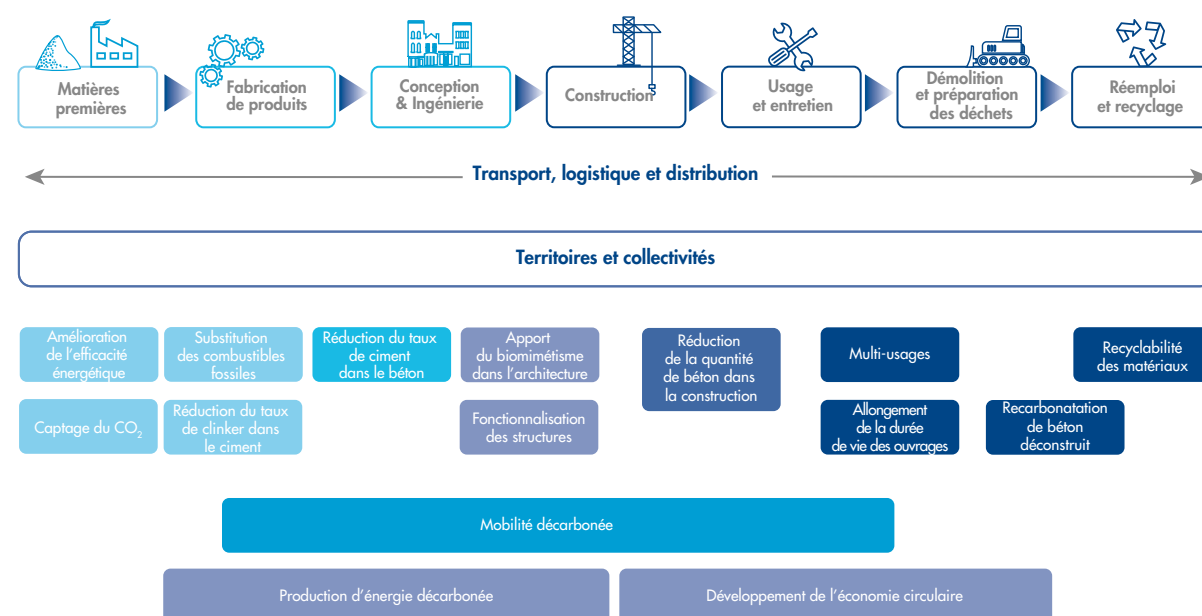 Matières
premières
Fabrication
de produits
Conception
& Ingénierie
Construction
Usage
et entretien
Démolition
et préparation
des déchets
Réemploi
et recyclage
Transport, logistique et distribution
Territoires et collectivités
Amélioration
de l'efficacité
énergétique
Substitution
des combustibles
fossiles
Réduction du taux
de ciment
dans le béton
Apport
du biomimétisme
dans l'architecture
Réduction
de la quantité
de béton dans
la construction
Multi-usages
Recyclabilité
des matériaux
Captage du CO₂
Réduction du taux
de clinker dans
le ciment
Fonctionnalisation
des structures
Allongement
de la durée
de vie des ouvrages
Recarbonatation
de béton
déconstruit
Mobilité décarbonée
Production d'énergie décarbonée
Développement de l'économie circulaire